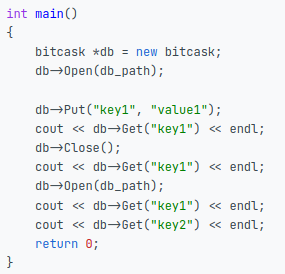 int main()
{
    bitcask *db = new bitcask;
    db->Open(db_path);

    db->Put("key1", "value1");
    cout << db->Get("key1") << endl;
    db->Close();
    cout << db->Get("key1") << endl;
    db->Open(db_path);
    cout << db->Get("key1") << endl;
    cout << db->Get("key2") << endl;
    return 0;
}